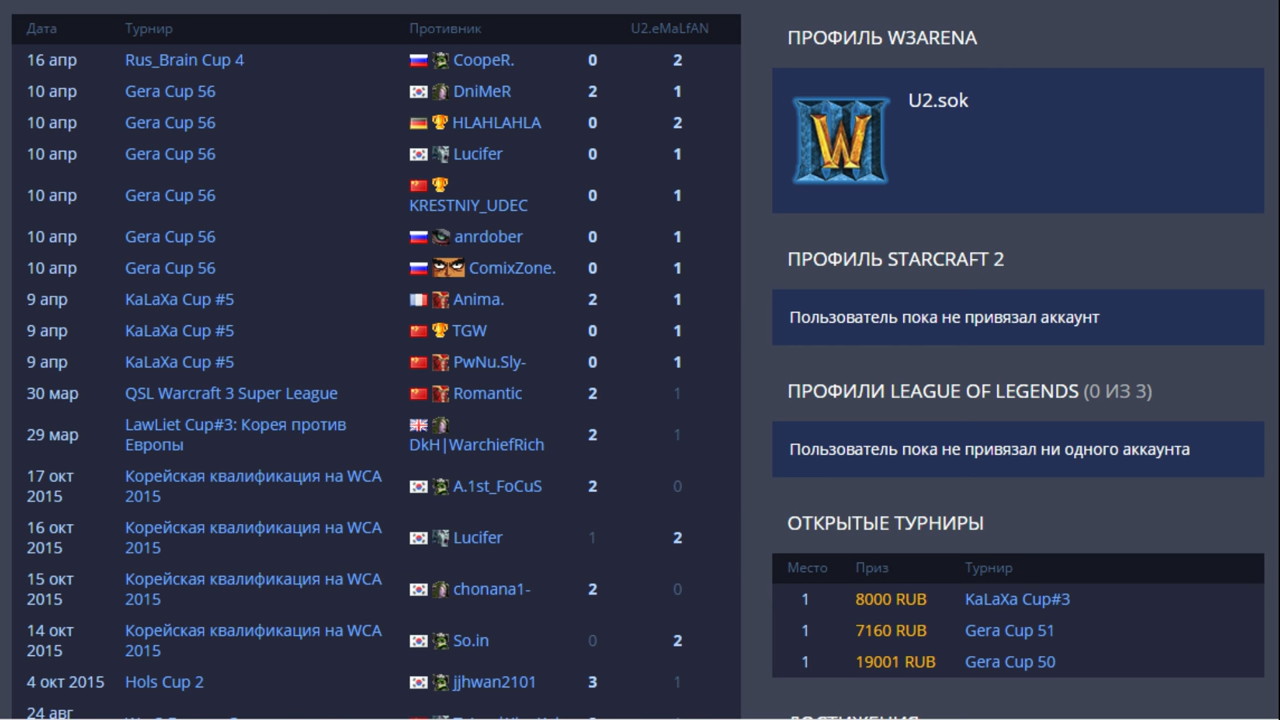 Дата Турнир Противник U2.eMaLfAN
16 апр Rus_Brain Cup 4 CoopeR. 0 2
10 апр Gera Cup 56 DniMeR 2 1
10 апр Gera Cup 56 HLAHLAHLA 0 2
10 апр Gera Cup 56 Lucifer 0 1
10 апр Gera Cup 56 KRESTNIY_UDEC 0 1
10 апр Gera Cup 56 anrdober 0 1
10 апр Gera Cup 56 ComixZone. 0 1
9 апр KaLaXa Cup #5 Anima. 2 1
9 апр KaLaXa Cup #5 TGW 0 1
9 апр KaLaXa Cup #5 PwNu.Sly- 0 1
30 мар QSL Warcraft 3 Super League Romantic 2 1
29 мар LawLiet Cup#3: Корея против
Европы DkH|WarchiefRich 2 1
17 окт Корейская квалификация на WCA
2015 2015 A.1st_FoCuS 2 0
16 окт Корейская квалификация на WCA
2015 2015 Lucifer 1 2
15 окт Корейская квалификация на WCA
2015 2015 chonana1- 2 0
14 окт Корейская квалификация на WCA
2015 2015 So.in 0 2
4 окт 2015 Hols Cup 2 jjhwan2101 3 1
24 авг
ПРОФИЛЬ W3ARENA
U2.sok
ПРОФИЛЬ STARCRAFT 2
Пользователь пока не привязал аккаунт
ПРОФИЛИ LEAGUE OF LEGENDS (0 ИЗ 3)
Пользователь пока не привязал ни одного аккаунта
ОТКРЫТЫЕ ТУРНИРЫ
Место Приз Турнир
1 8000 RUB KaLaXa Cup#3
1 7160 RUB Gera Cup 51
1 19001 RUB Gera Cup 50